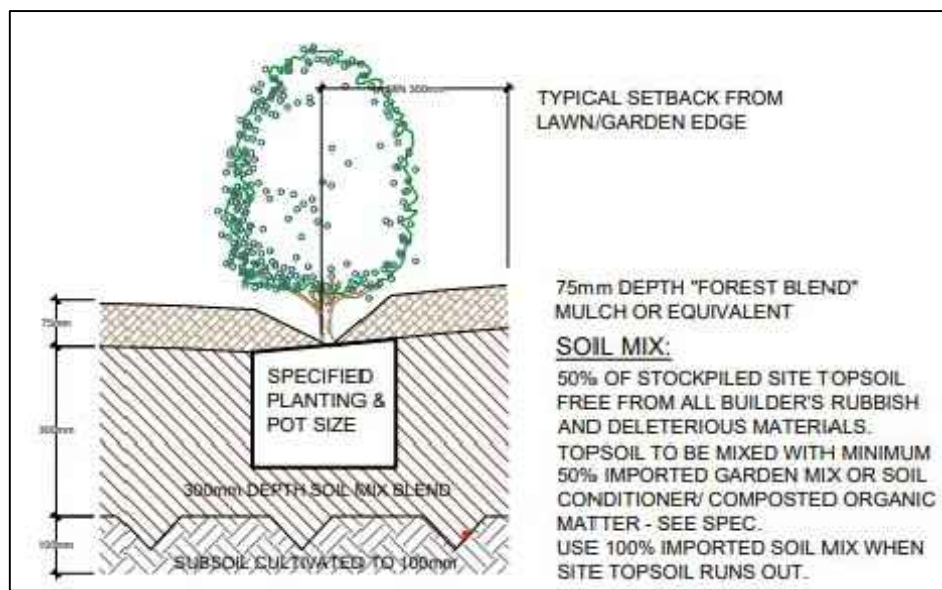 MIN 300mm
TYPICAL SETBACK FROM
LAWN/GARDEN EDGE
75mm
75mm DEPTH "FOREST BLEND"
MULCH OR EQUIVALENT
SOIL MIX:
50% OF STOCKPILED SITE TOPSOIL
FREE FROM ALL BUILDER'S RUBBISH
AND DELETERIOUS MATERIALS.
TOPSOIL TO BE MIXED WITH MINIMUM
50% IMPORTED GARDEN MIX OR SOIL
CONDITIONER/ COMPOSTED ORGANIC
MATTER - SEE SPEC.
USE 100% IMPORTED SOIL MIX WHEN
SITE TOPSOIL RUNS OUT.
SPECIFIED
PLANTING &
POT SIZE
300mm
300mm DEPTH SOIL MIX BLEND
100mm
SUBSOIL CULTIVATED TO 100mm